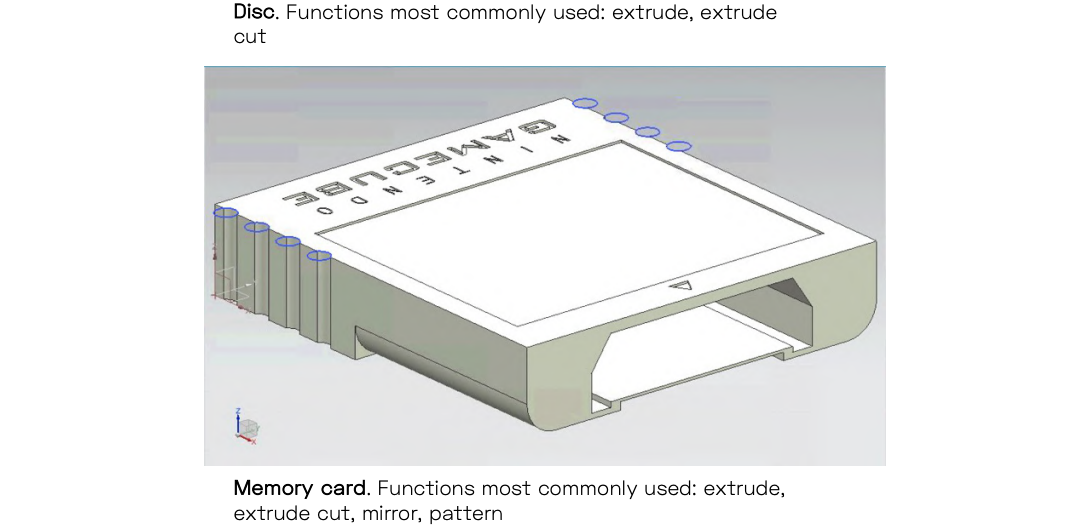 Disc. Functions most commonly used: extrude, extrude
cut
NINTENDO
GAMECUBE
Z
X
Memory card. Functions most commonly used: extrude,
extrude cut, mirror, pattern